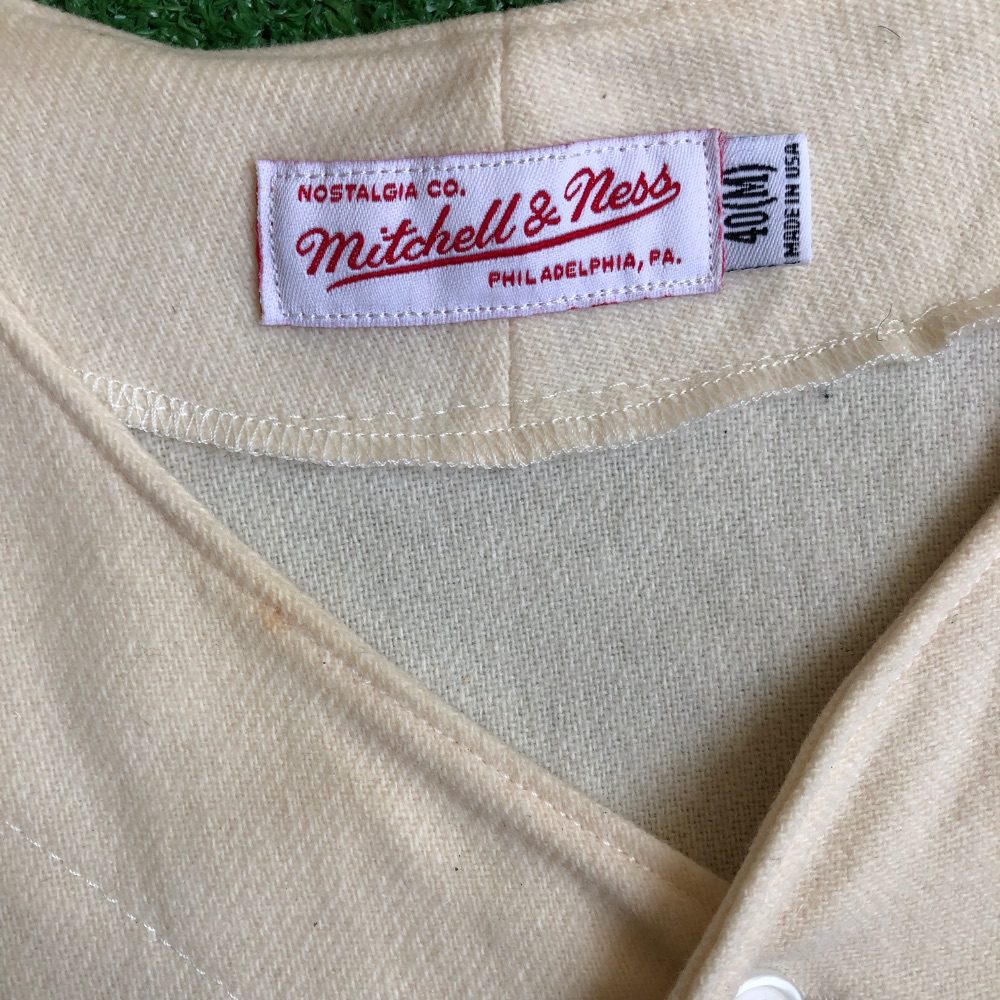 NOSTALGIA CO.
Mitchell & Ness
PHILADELPHIA, PA.
40(M)
MADE IN USA